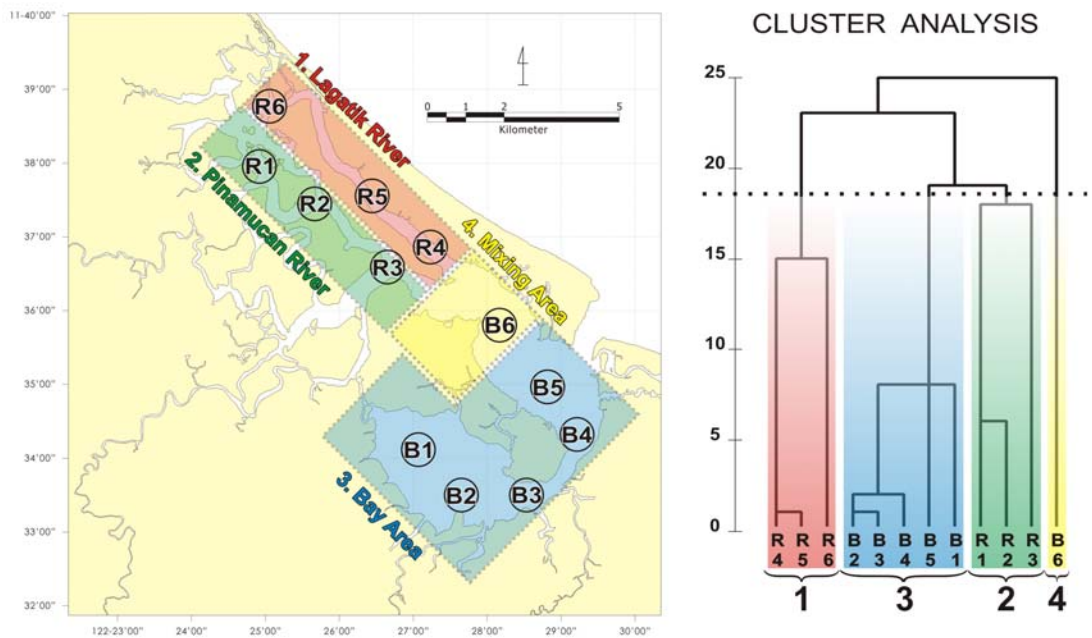 11-40'00"
39'00"
38'00"
37'00"
36'00"
35'00"
34'00"
33'00"
32'00"
122-23'00"
24'00"
25'00"
26'00"
27'00"
28'00"
29'00"
30'00"
0 1 2 5
Kilometer
1. Lagatik River
2. Pinamucan River
4. Mixing Area
3. Bay Area
R6
R1
R2
R5
R4
R3
B6
B5
B4
B1
B2
B3
CLUSTER ANALYSIS
25
20
15
10
5
0
R R R B B B B B R R R B
4 5 6 2 3 4 5 1 1 2 3 6
1 3 2 4